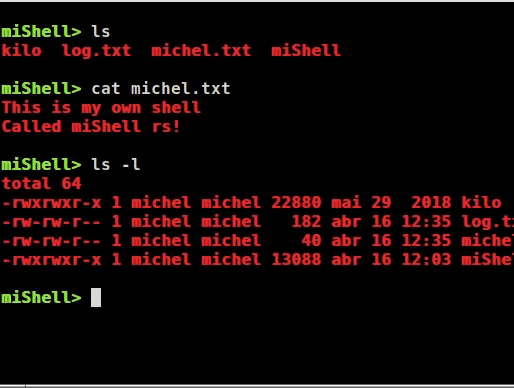 miShell> ls
kilo  log.txt  michel.txt  miShell
miShell> cat michel.txt
This is my own shell
Called miShell rs!
miShell> ls -l
total 64
-rwxrwxr-x 1 michel michel 22880 mai 29  2018 kilo
-rw-rw-r-- 1 michel michel   182 abr 16 12:35 log.t
-rw-rw-r-- 1 michel michel    40 abr 16 12:35 miche
-rwxrwxr-x 1 michel michel 13088 abr 16 12:03 miShe
miShell>